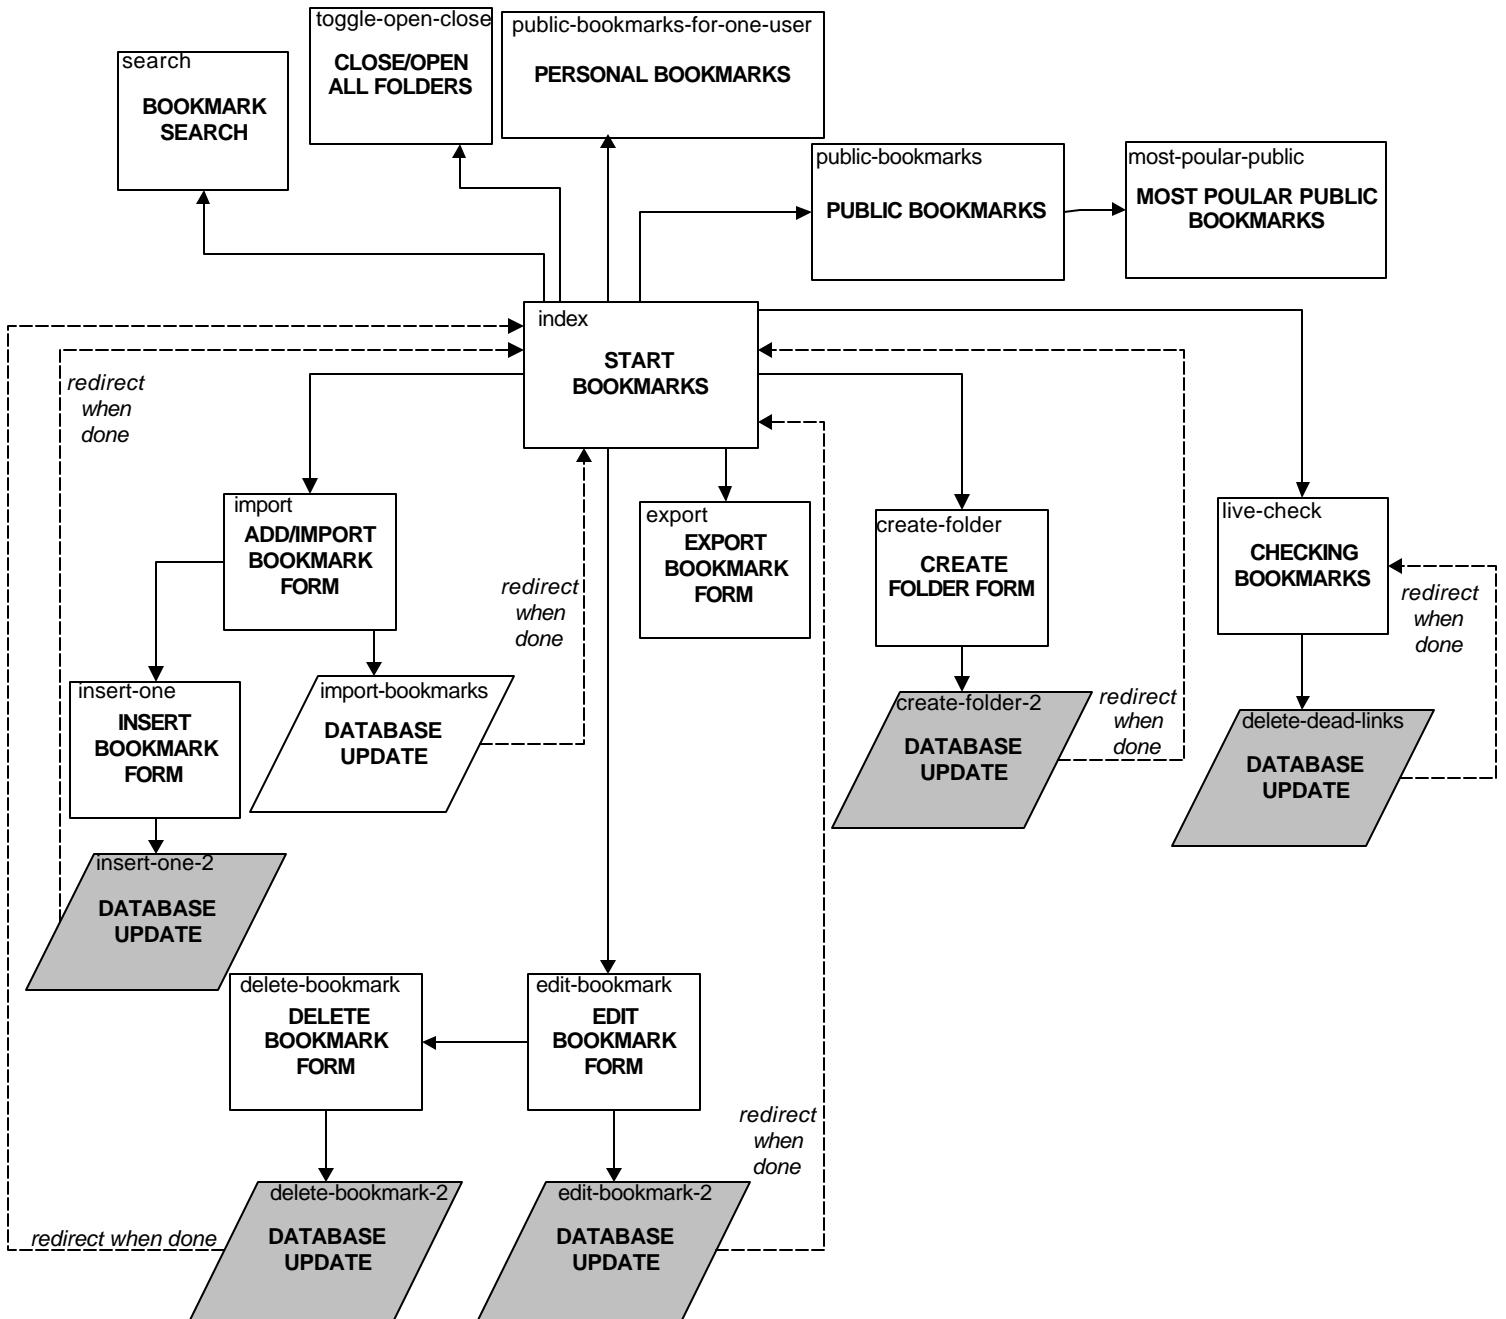 toggle-open-close
CLOSE/OPEN
ALL FOLDERS
public-bookmarks-for-one-user
PERSONAL BOOKMARKS
search
BOOKMARK
SEARCH
public-bookmarks
PUBLIC BOOKMARKS
most-poular-public
MOST POULAR PUBLIC
BOOKMARKS
index
START
BOOKMARKS
redirect
when
done
import
ADD/IMPORT
BOOKMARK
FORM
redirect
when
done
export
EXPORT
BOOKMARK
FORM
create-folder
CREATE
FOLDER FORM
live-check
CHECKING
BOOKMARKS
redirect
when
done
insert-one
INSERT
BOOKMARK
FORM
import-bookmarks
DATABASE
UPDATE
create-folder-2
DATABASE
UPDATE
redirect
when
done
delete-dead-links
DATABASE
UPDATE
insert-one-2
DATABASE
UPDATE
delete-bookmark
DELETE
BOOKMARK
FORM
edit-bookmark
EDIT
BOOKMARK
FORM
redirect
when
done
redirect when done
delete-bookmark-2
DATABASE
UPDATE
edit-bookmark-2
DATABASE
UPDATE